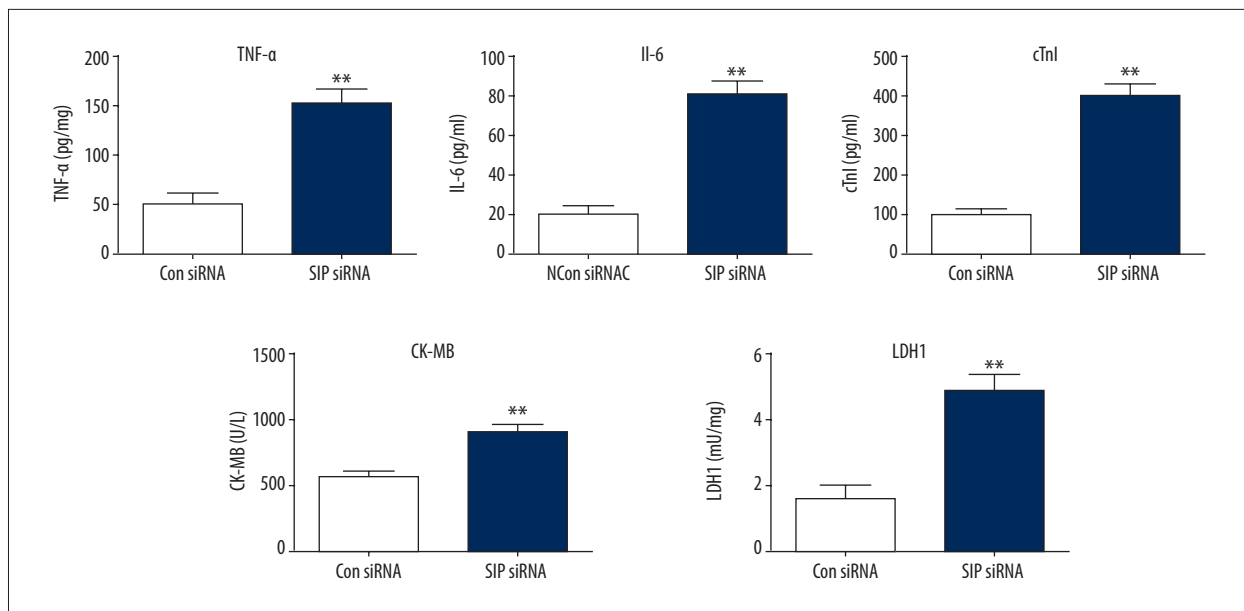 TNF-α
TNF-α (pg/mg)
200
150
100
50
0
**
Con siRNA
SIP siRNA
Il-6
IL-6 (pg/ml)
100
80
60
40
20
0
**
NCon siRNAC
SIP siRNA
cTnI
cTnI (pg/ml)
500
400
300
200
100
0
**
Con siRNA
SIP siRNA
CK-MB
CK-MB (U/L)
1500
1000
500
0
**
Con siRNA
SIP siRNA
LDH1
LDH1 (mU/mg)
6
4
2
0
**
Con siRNA
SIP siRNA